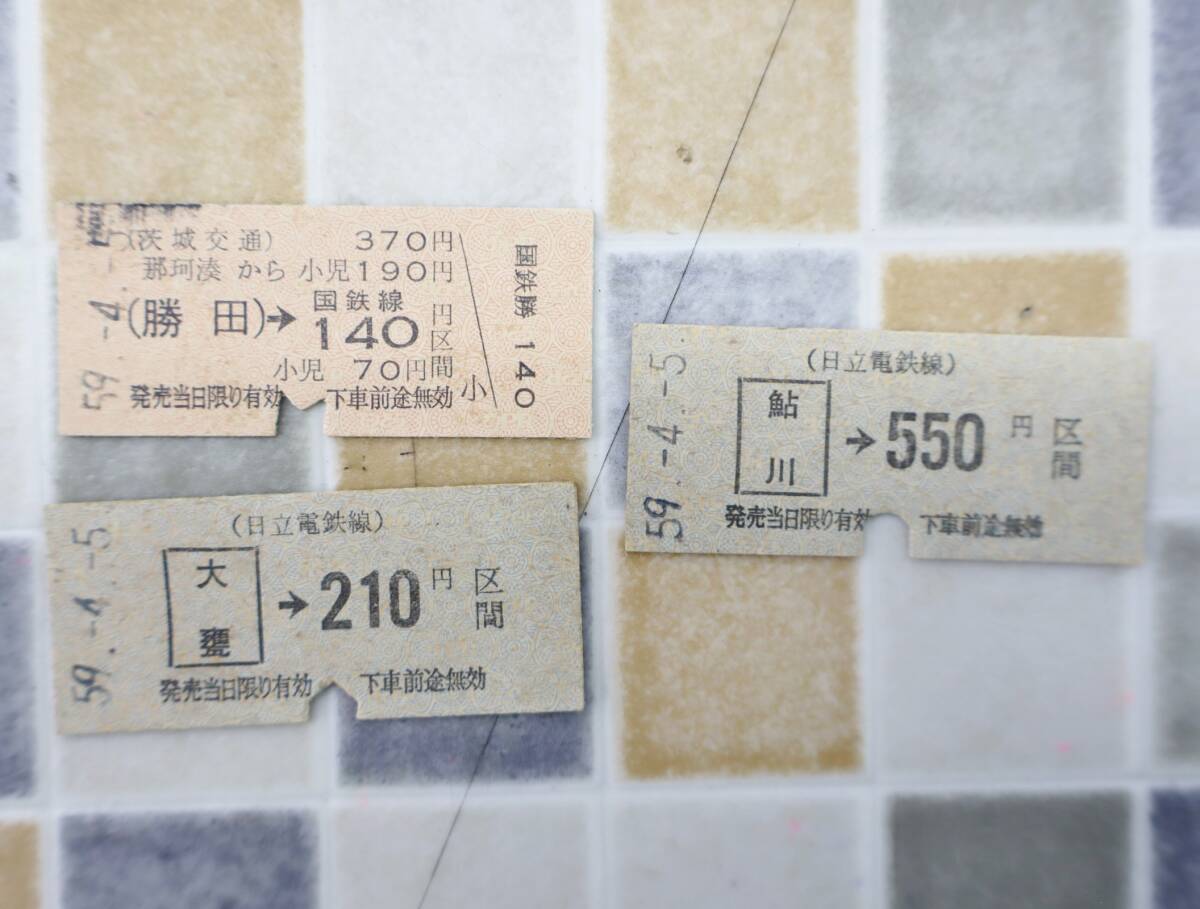 (茨城交通) 370円
那珂湊 から 小児190円
(勝田)➔ 国鉄線 140 円区間
小児 70円
発売当日限り有効 下車前途無効 小
国鉄勝 140
59.-4.-5
(日立電鉄線)
鮎川 ➔ 550 円 区間
発売当日限り有効 下車前途無効
59.-4.-5.
(日立電鉄線)
大甕 ➔ 210 円 区間
発売当日限り有効 下車前途無効
59.-4.-5